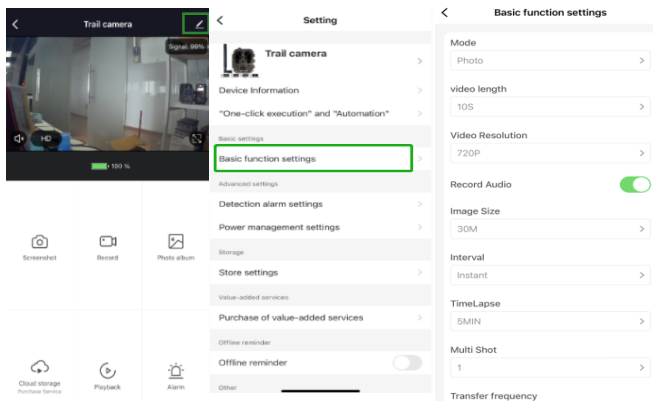 Trail camera
Signal: 99%
HD
100 %
Screenshot
Record
Photo album
Cloud storage
Purchase Service
Playback
Alarm
Setting
Trail camera
Device Information
"One-click execution" and "Automation"
Basic settings
Basic function settings
Advanced settings
Detection alarm settings
Power management settings
Storage
Store settings
Value-added services
Purchase of value-added services
Offline reminder
Offline reminder
Other
Basic function settings
Mode
Photo
video length
10S
Video Resolution
720P
Record Audio
Image Size
30M
Interval
Instant
TimeLapse
5MIN
Multi Shot
1
Transfer frequency